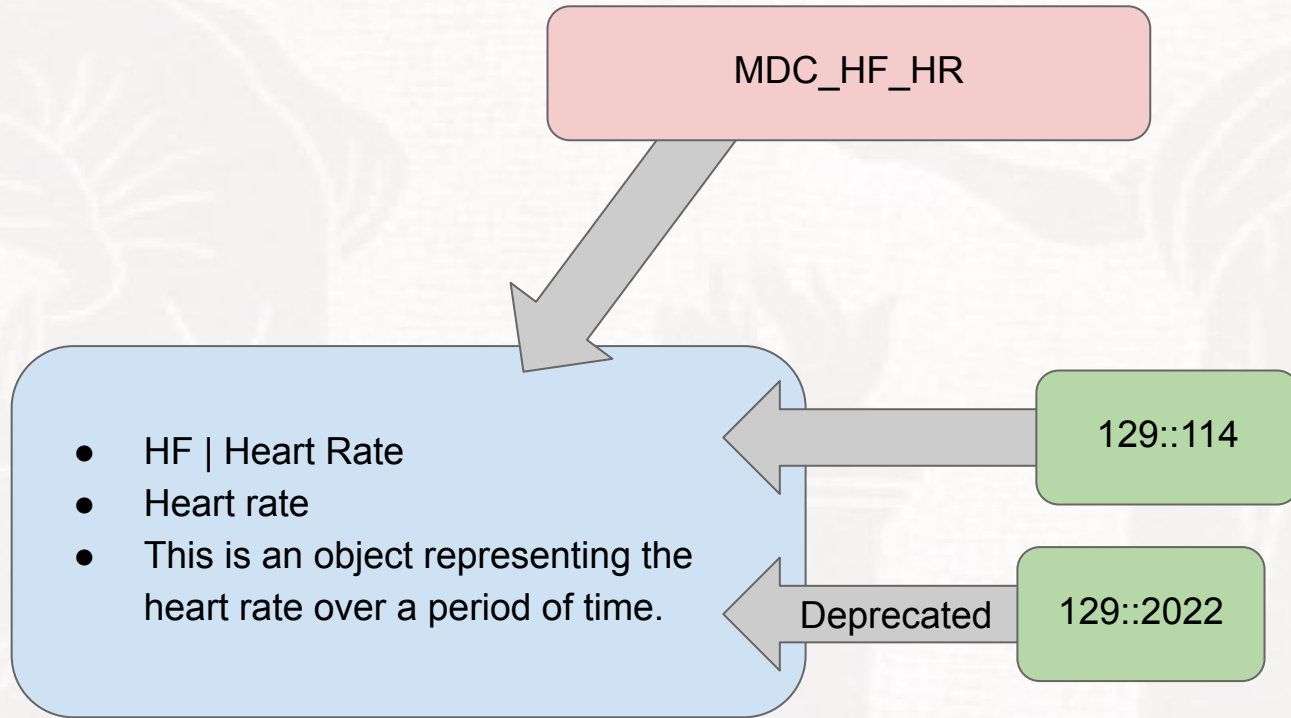 MDC_HF_HR
● HF | Heart Rate
● Heart rate
● This is an object representing the
heart rate over a period of time.
129::114
Deprecated
129::2022